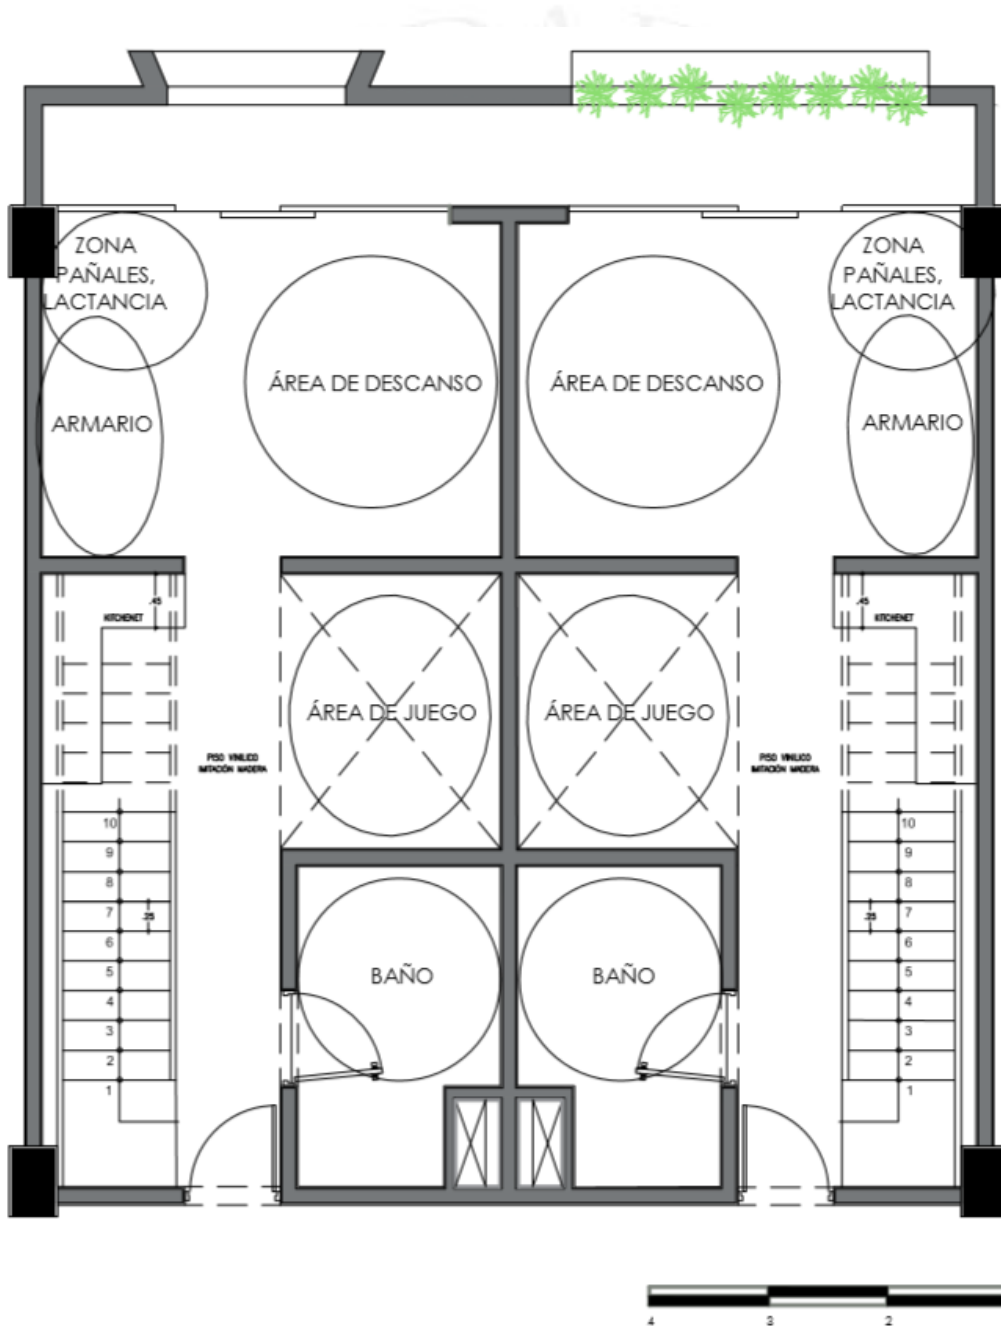 ZONA
PAÑALES,
LACTANCIA
ZONA
PAÑALES,
LACTANCIA
ÁREA DE DESCANSO
ÁREA DE DESCANSO
ARMARIO
ARMARIO
.45
KITCHENET
.45
KITCHENET
ÁREA DE JUEGO
ÁREA DE JUEGO
PISO VINILICO
IMITACIÓN MADERA
PISO VINILICO
IMITACIÓN MADERA
10
9
8
7
6
5
4
3
2
1
.25
10
9
8
7
6
5
4
3
2
1
.25
BAÑO
BAÑO
4 3 2